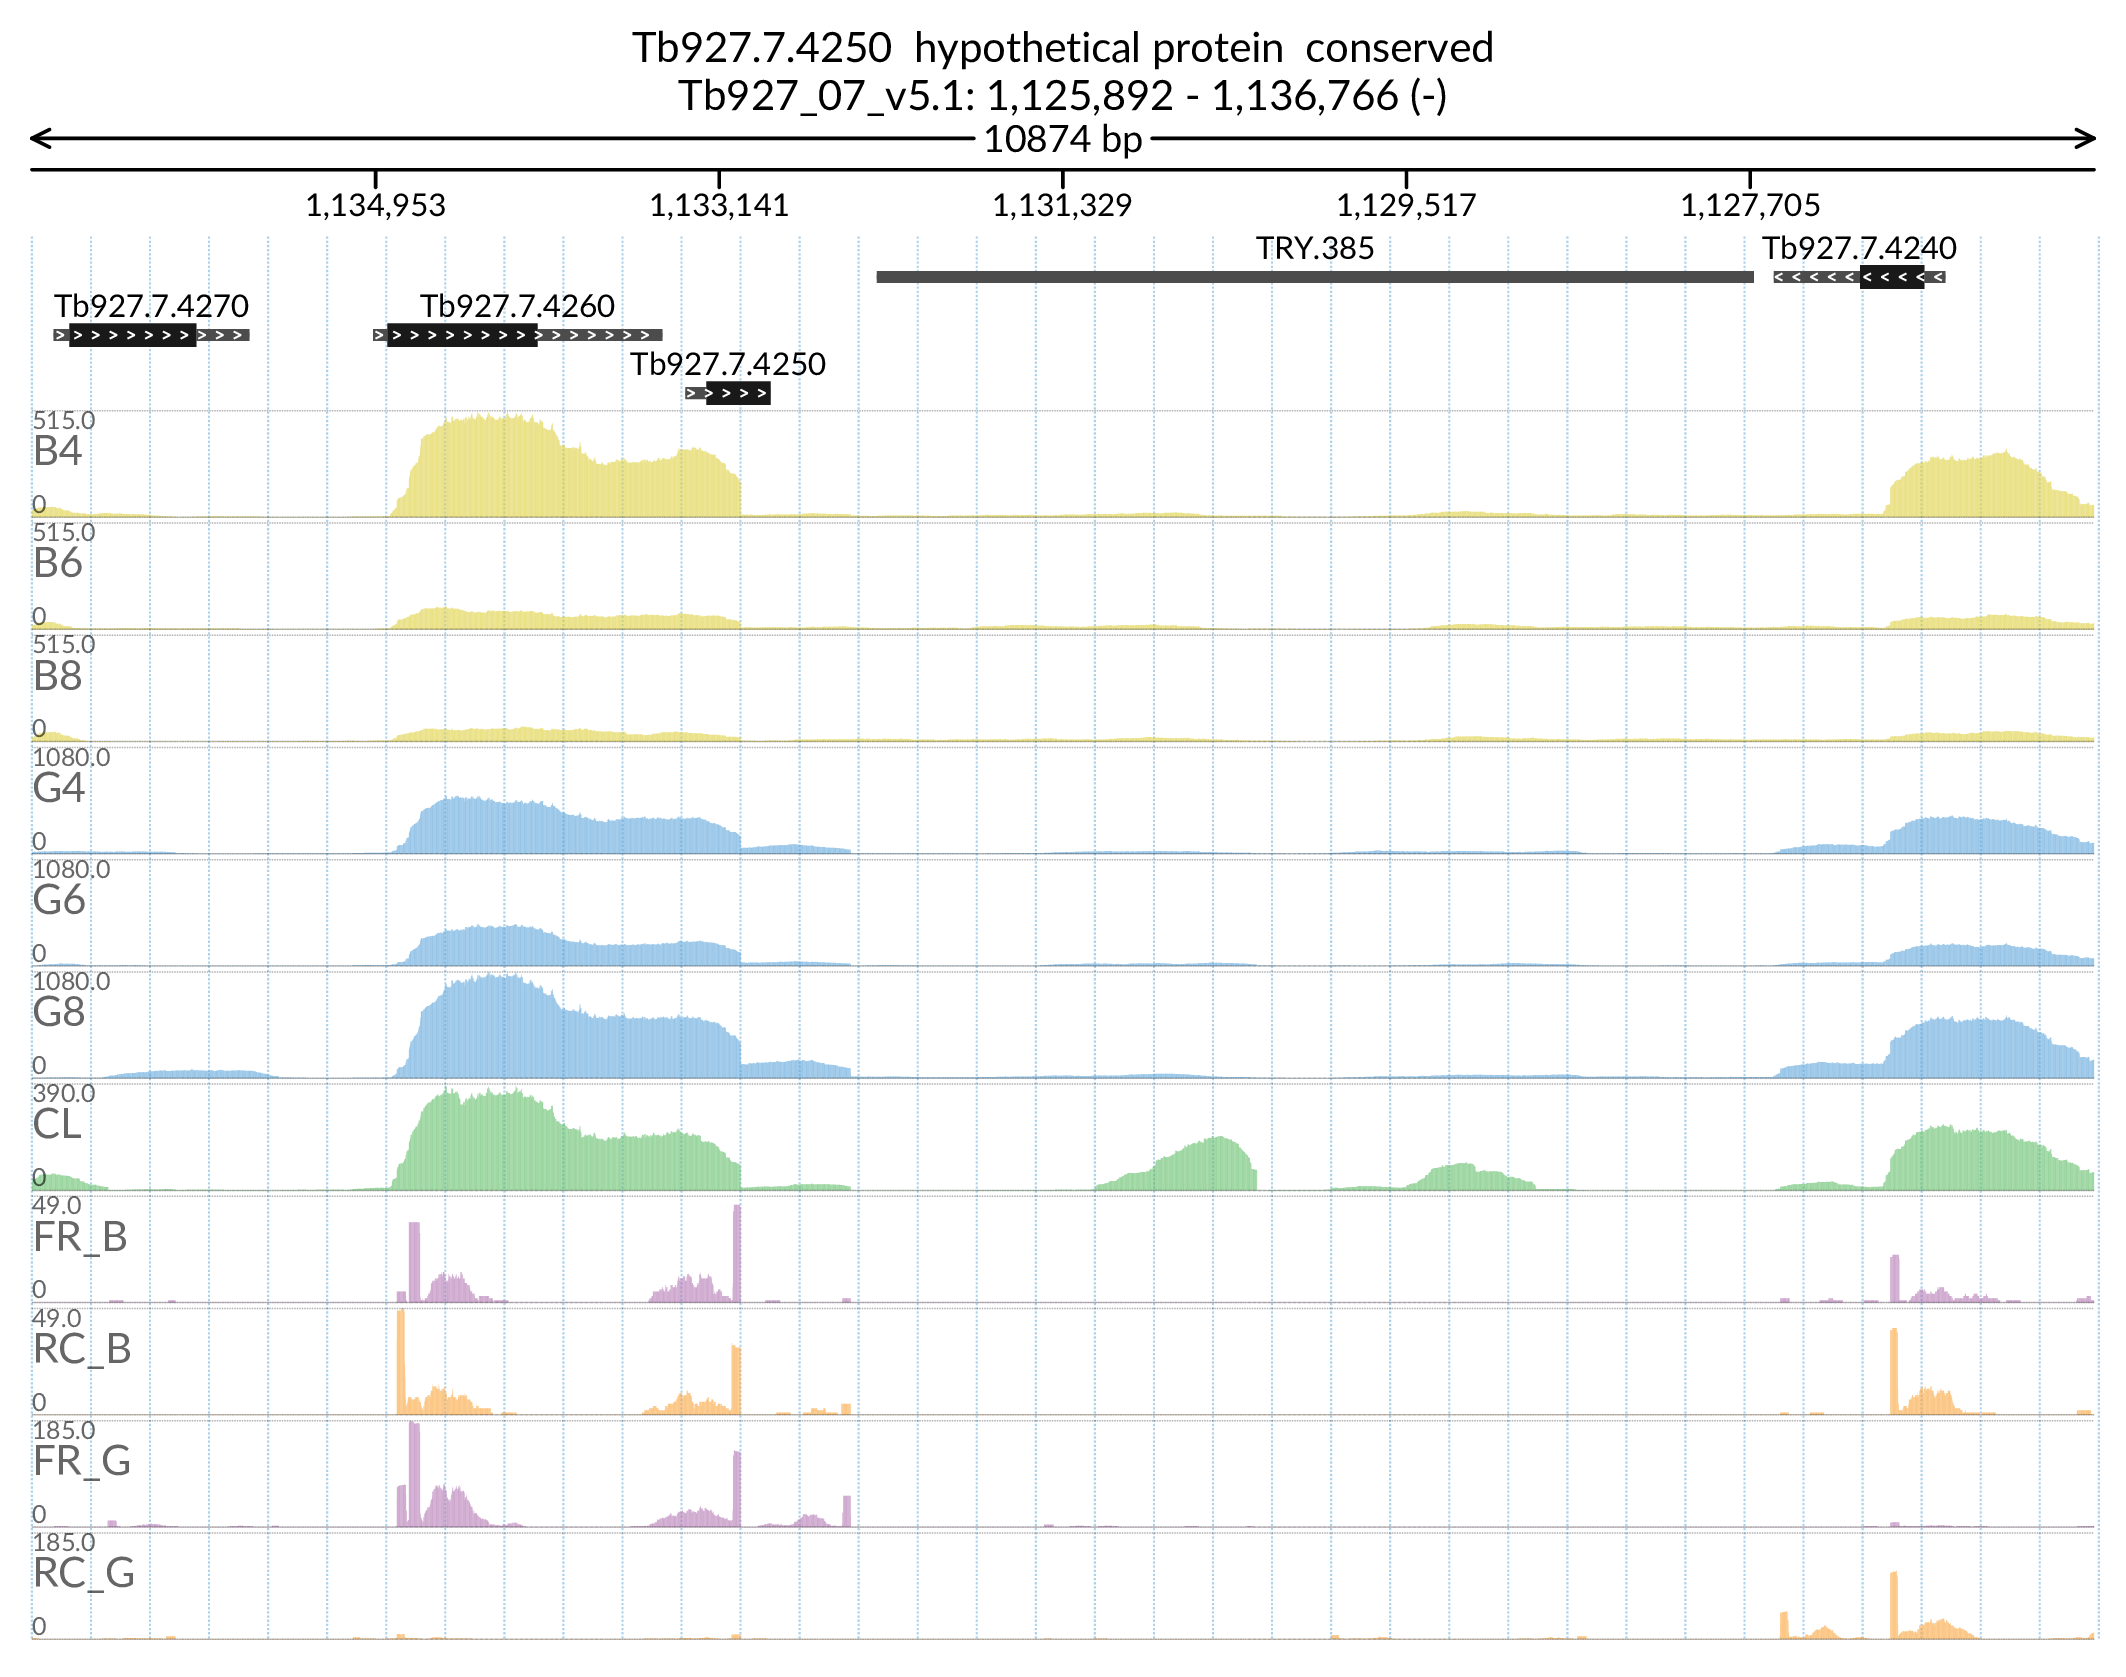 Tb927.7.4250 hypothetical protein conserved
Tb927_07_v5.1: 1,125,892 - 1,136,766 (-)
10874 bp
1,134,953 1,133,141 1,131,329 1,129,517 1,127,705
TRY.385 Tb927.7.4240
Tb927.7.4270 Tb927.7.4260
Tb927.7.4250
515.0
B4
0
515.0
B6
0
515.0
B8
0
1080.0
G4
0
1080.0
G6
0
1080.0
G8
0
390.0
CL
0
49.0
FR_B
0
49.0
RC_B
0
185.0
FR_G
0
185.0
RC_G
0